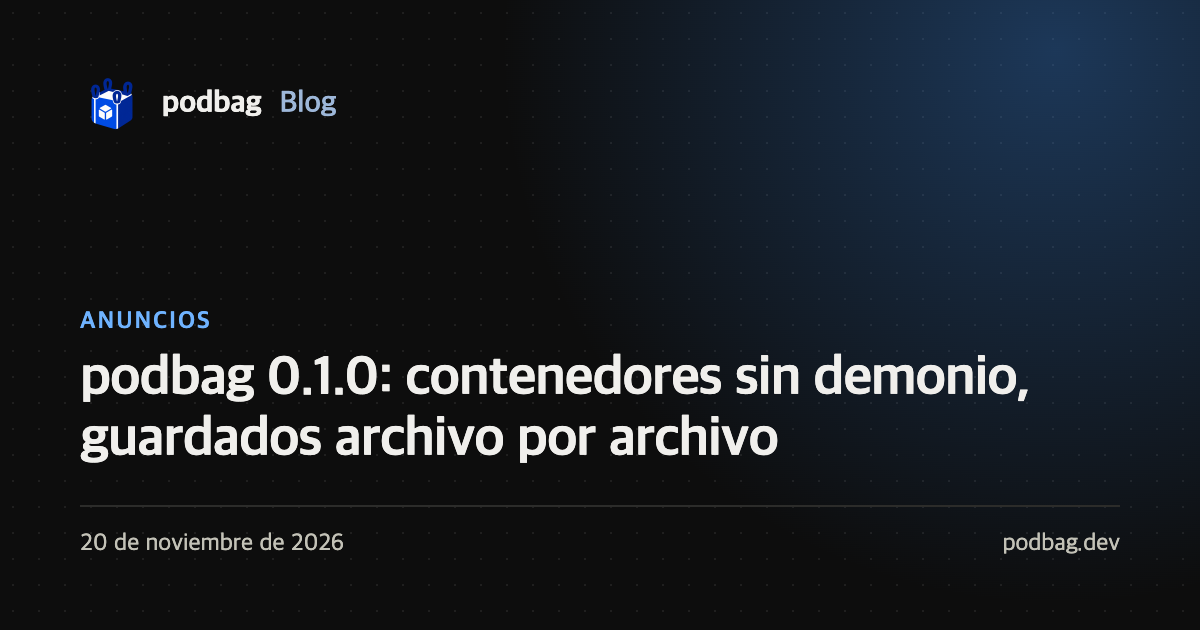 podbag Blog
ANUNCIOS
podbag 0.1.0: contenedores sin demonio,
guardados archivo por archivo
20 de noviembre de 2026
podbag.dev